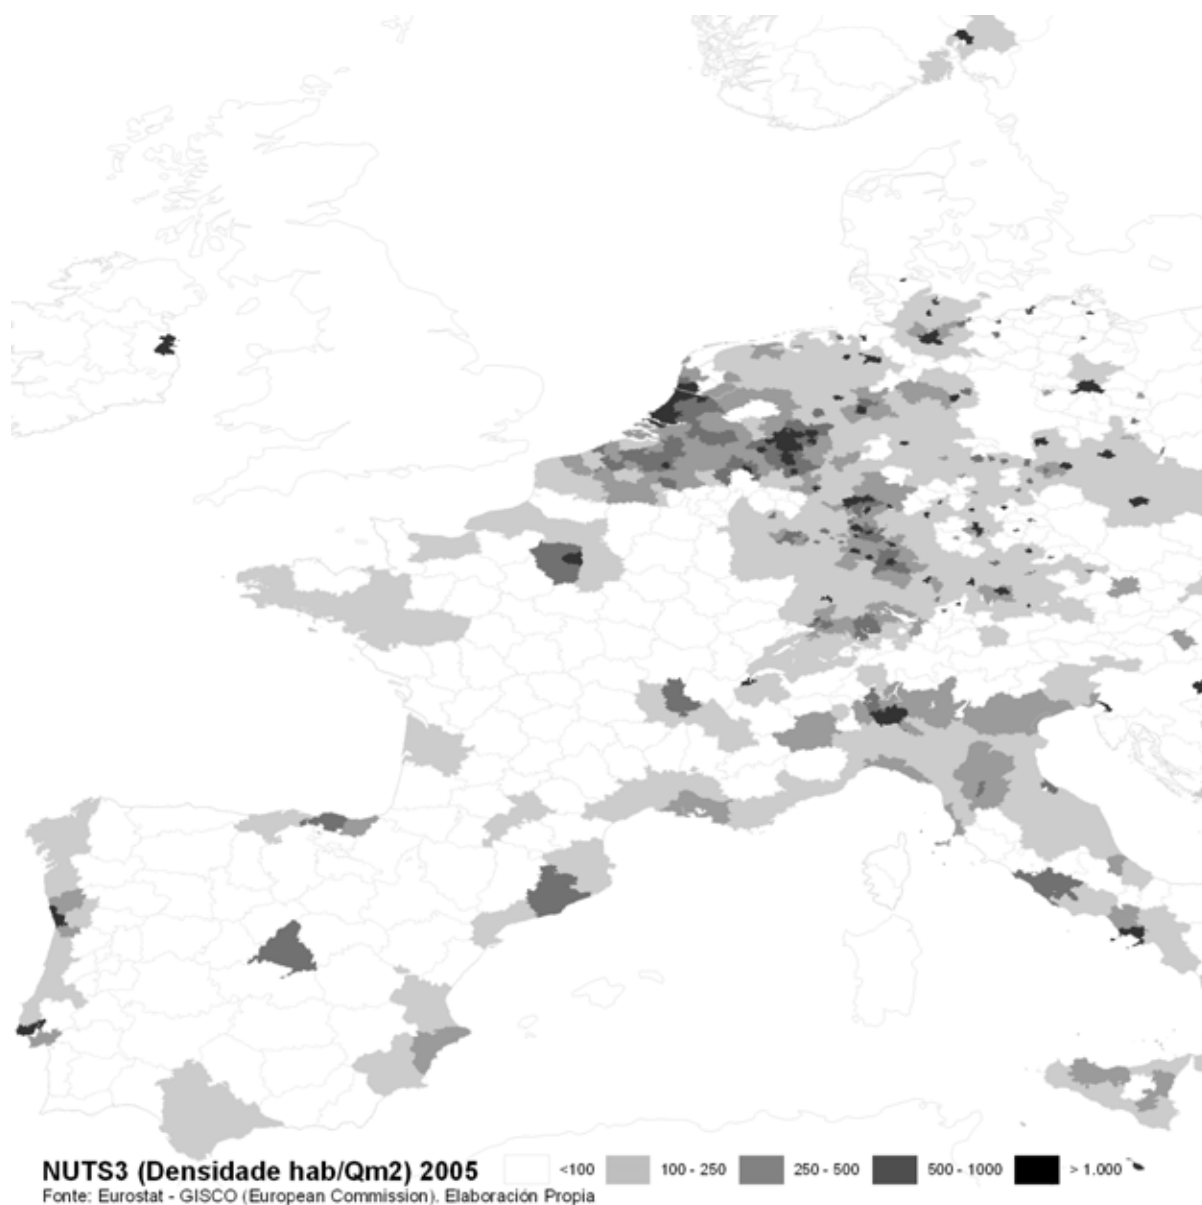 NUTS3 (Densidade hab/Qm2) 2005 <100 100 - 250 250 - 500 500 - 1000 > 1.000
Fonte: Eurostat - GISCO (European Commission). Elaboración Propia